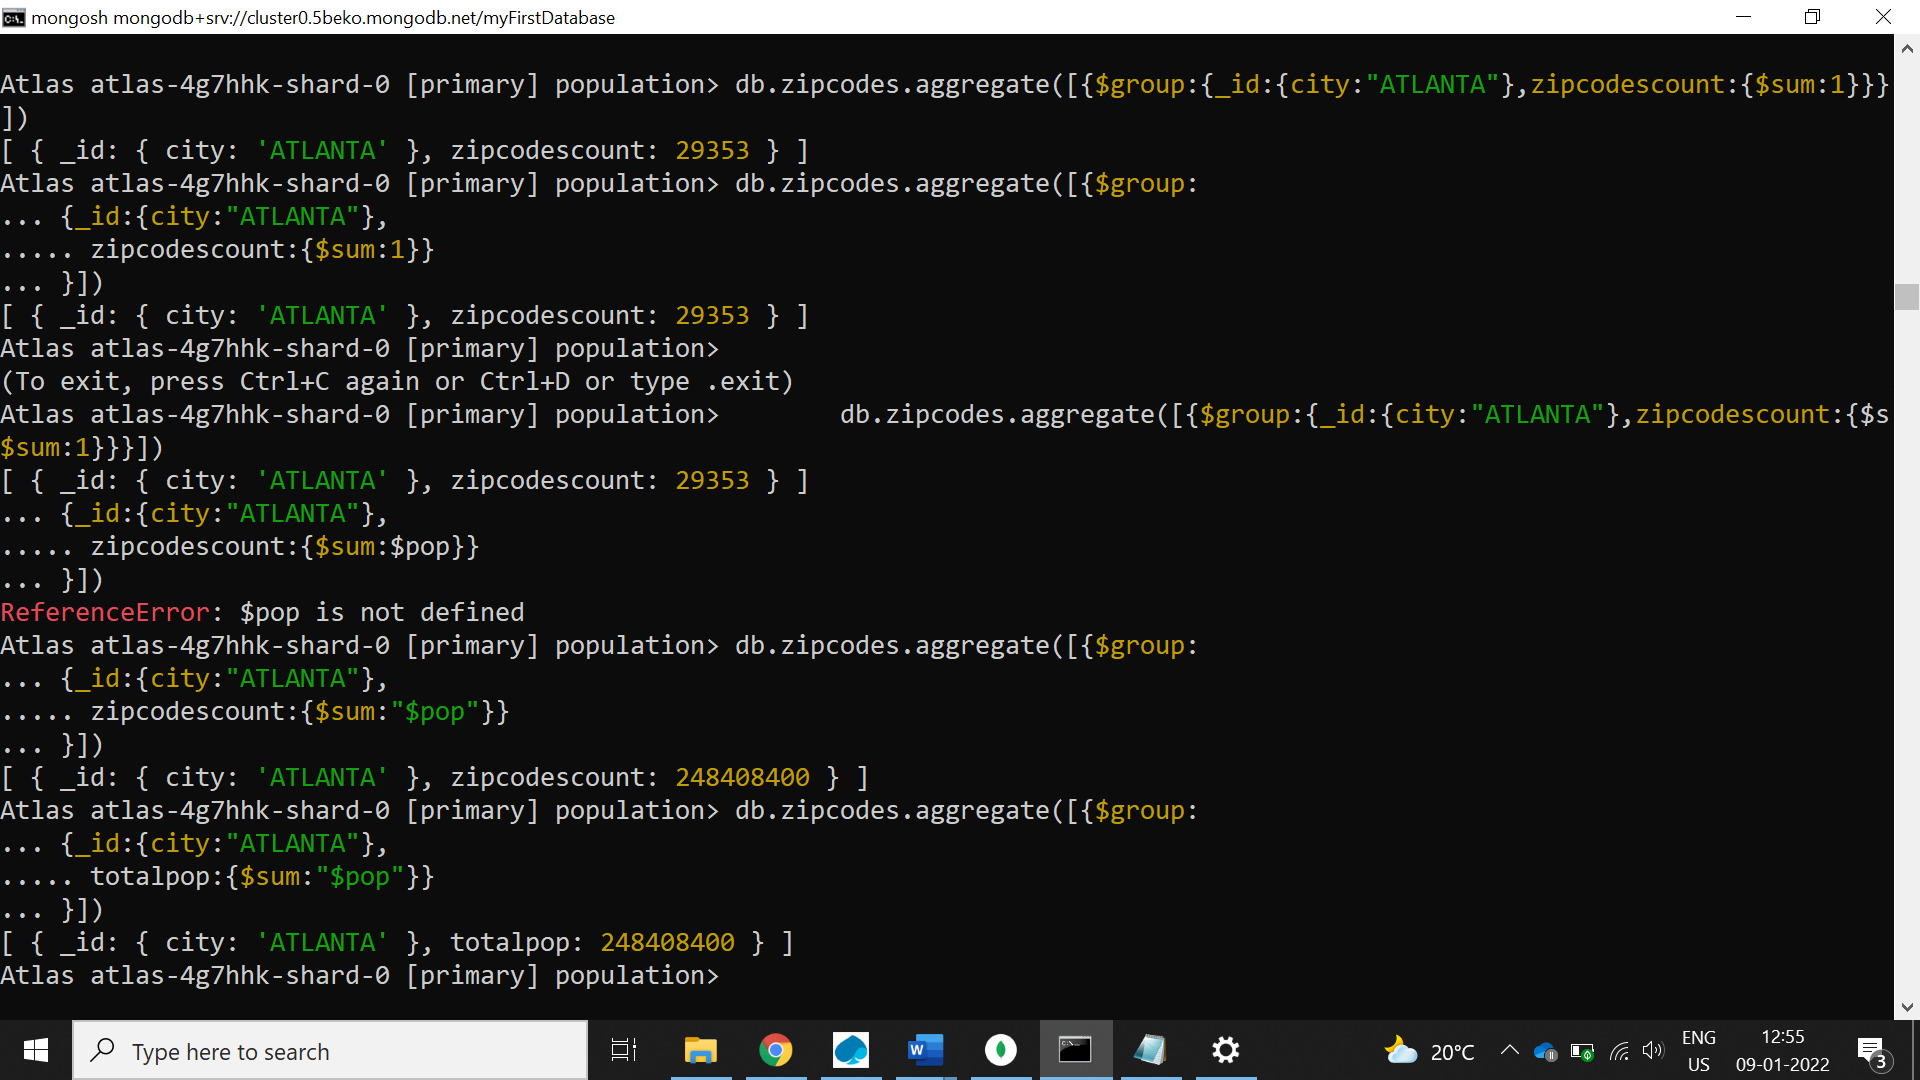 mongosh mongodb+srv://cluster0.5beko.mongodb.net/myFirstDatabase
Atlas atlas-4g7hhk-shard-0 [primary] population> db.zipcodes.aggregate([{$group:{_id:{city:"ATLANTA"},zipcodescount:{$sum:1}}}
])
[ { _id: { city: 'ATLANTA' }, zipcodescount: 29353 } ]
Atlas atlas-4g7hhk-shard-0 [primary] population> db.zipcodes.aggregate([{$group:
... {_id:{city:"ATLANTA"},
..... zipcodescount:{$sum:1}}
... }])
[ { _id: { city: 'ATLANTA' }, zipcodescount: 29353 } ]
Atlas atlas-4g7hhk-shard-0 [primary] population>
(To exit, press Ctrl+C again or Ctrl+D or type .exit)
Atlas atlas-4g7hhk-shard-0 [primary] population>        db.zipcodes.aggregate([{$group:{_id:{city:"ATLANTA"},zipcodescount:{$s
$sum:1}}}])
[ { _id: { city: 'ATLANTA' }, zipcodescount: 29353 } ]
... {_id:{city:"ATLANTA"},
..... zipcodescount:{$sum:$pop}}
... }])
ReferenceError: $pop is not defined
Atlas atlas-4g7hhk-shard-0 [primary] population> db.zipcodes.aggregate([{$group:
... {_id:{city:"ATLANTA"},
..... zipcodescount:{$sum:"$pop"}}
... }])
[ { _id: { city: 'ATLANTA' }, zipcodescount: 248408400 } ]
Atlas atlas-4g7hhk-shard-0 [primary] population> db.zipcodes.aggregate([{$group:
... {_id:{city:"ATLANTA"},
..... totalpop:{$sum:"$pop"}}
... }])
[ { _id: { city: 'ATLANTA' }, totalpop: 248408400 } ]
Atlas atlas-4g7hhk-shard-0 [primary] population>
Type here to search
W
20°C
ENG
US
12:55
09-01-2022
3